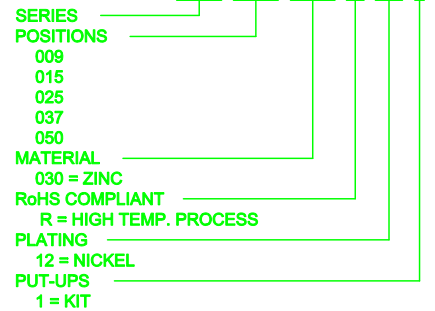 SERIES
POSITIONS
009
015
025
037
050
MATERIAL
030 = ZINC
RoHS COMPLIANT
R = HIGH TEMP. PROCESS
PLATING
12 = NICKEL
PUT-UPS
1 = KIT